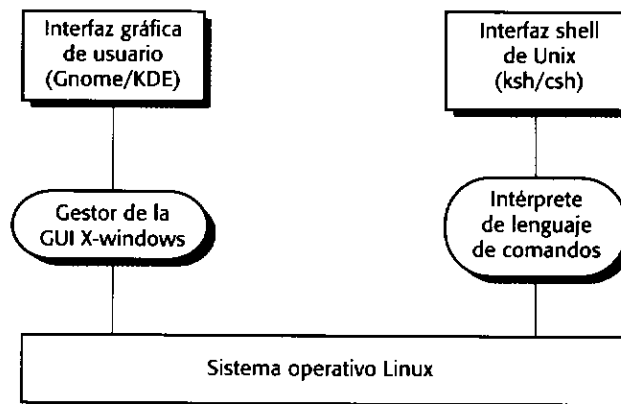 Interfaz gráfica
de usuario
(Gnome/KDE)
Interfaz shell
de Unix
(ksh/csh)
Gestor de la
GUI X-windows
Intérprete
de lenguaje
de comandos
Sistema operativo Linux